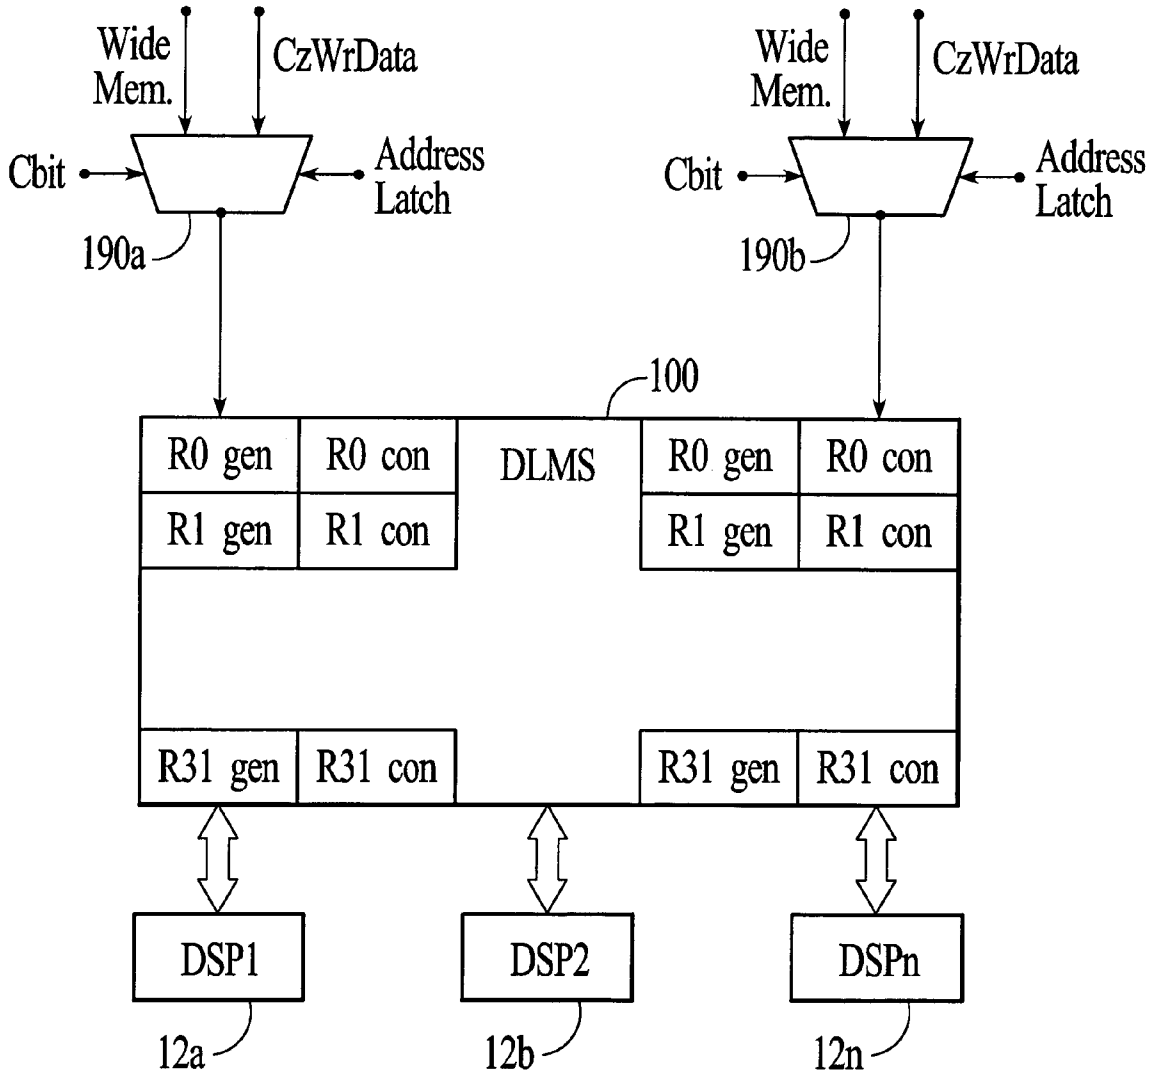 Wide
Mem.
CzWrData
Wide
Mem.
CzWrData
Cbit
Address
Latch
Cbit
Address
Latch
190a
190b
100
R0 gen
R0 con
DLMS
R0 gen
R0 con
R1 gen
R1 con
R1 gen
R1 con
R31 gen
R31 con
R31 gen
R31 con
DSP1
DSP2
DSPn
12a
12b
12n